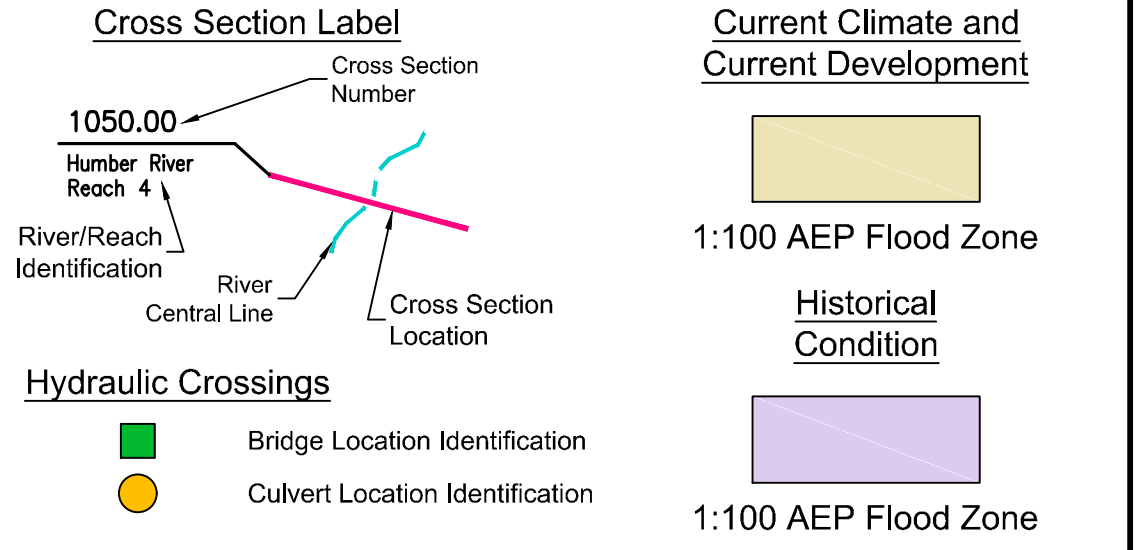 Cross Section Label
Cross Section
Number
1050.00
Humber River
Reach 4
River/Reach
Identification
River
Central Line
Cross Section
Location
Hydraulic Crossings
Bridge Location Identification
Culvert Location Identification
Current Climate and
Current Development
1:100 AEP Flood Zone
Historical
Condition
1:100 AEP Flood Zone